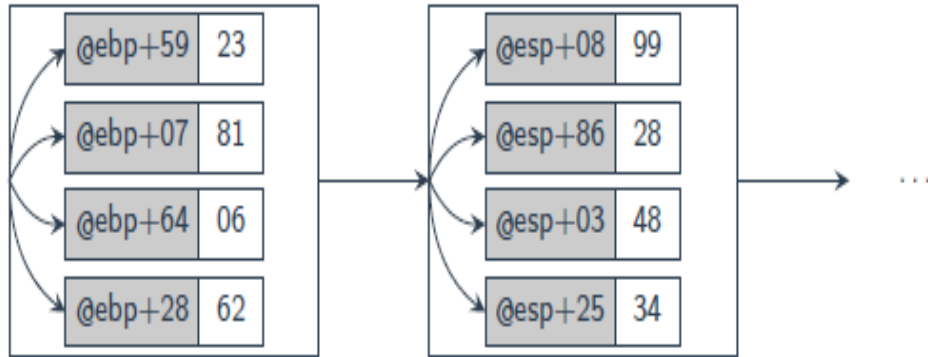 @ebp+59 23
@ebp+07 81
@ebp+64 06
@ebp+28 62
@esp+08 99
@esp+86 28
@esp+03 48
@esp+25 34
...